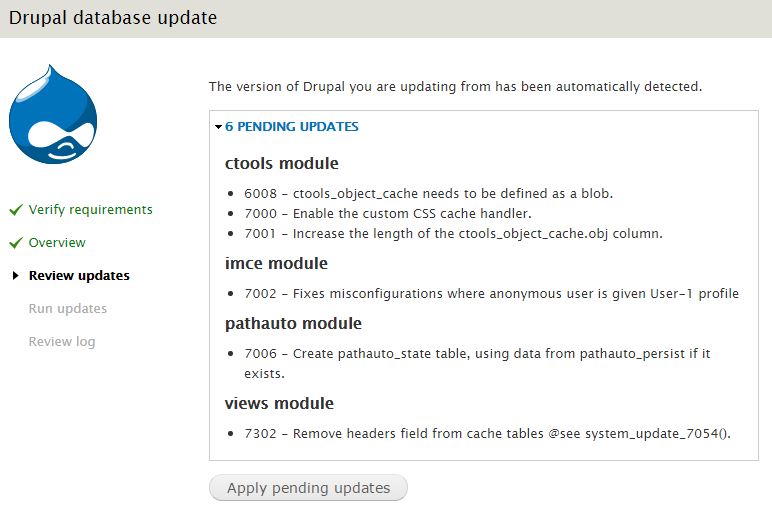 Drupal database update
The version of Drupal you are updating from has been automatically detected.
6 PENDING UPDATES
ctools module
6008 - ctools_object_cache needs to be defined as a blob.
7000 - Enable the custom CSS cache handler.
7001 - Increase the length of the ctools_object_cache.obj column.
imce module
7002 - Fixes misconfigurations where anonymous user is given User-1 profile
pathauto module
7006 - Create pathauto_state table, using data from pathauto_persist if it
exists.
views module
7302 - Remove headers field from cache tables @see system_update_7054().
Apply pending updates
Verify requirements
Overview
Review updates
Run updates
Review log